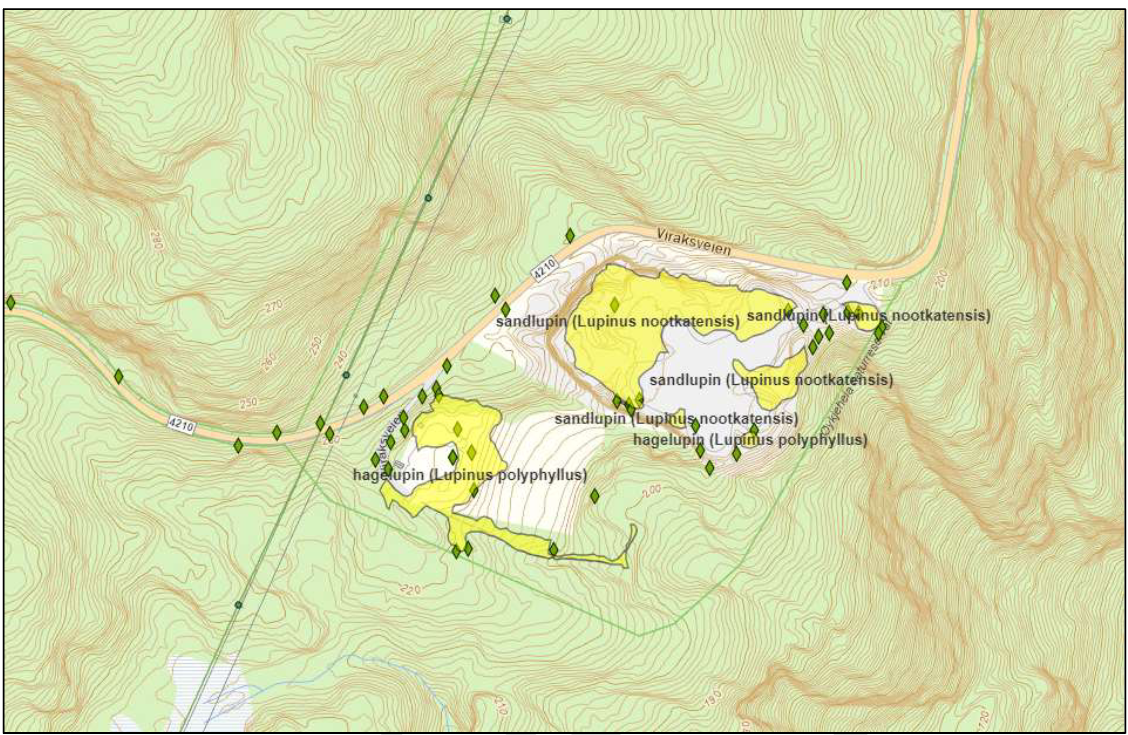 280
Viraksveien
4210
270
210
200
250
240
sandlupin (Lupinus nootkatensis)
sandlupin (Lupinus nootkatensis)
260
sandlupin (Lupinus nootkatensis)
250
sandlupin (Lupinus nootkatensis)
4210
hagelupin (Lupinus polyphyllus)
hagelupin (Lupinus polyphyllus)
200
220
190
210